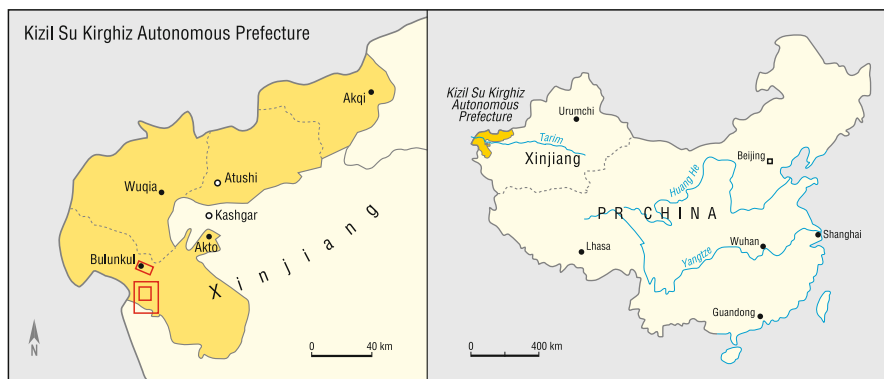 Kizil Su Kirghiz Autonomous Prefecture
Akqi
Atushi
Wuqia
Kashgar
Akto
Bulunkul
Xinjiang
N
0
40 km
Kizil Su Kirghiz
Autonomous
Prefecture
Urumchi
Tarim
Xinjiang
Beijing
Huang He
PR CHINA
Shanghai
Wuhan
Lhasa
Yangtze
Guandong
0
400 km